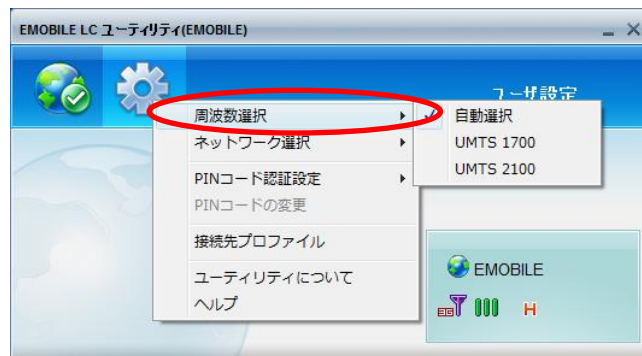 EMOBILE LC ユーティリティ(EMOBILE)
ユーザ設定
周波数選択
自動選択
ネットワーク選択
UMTS 1700
UMTS 2100
PINコード認証設定
PINコードの変更
接続先プロファイル
ユーティリティについて
ヘルプ
EMOBILE
H